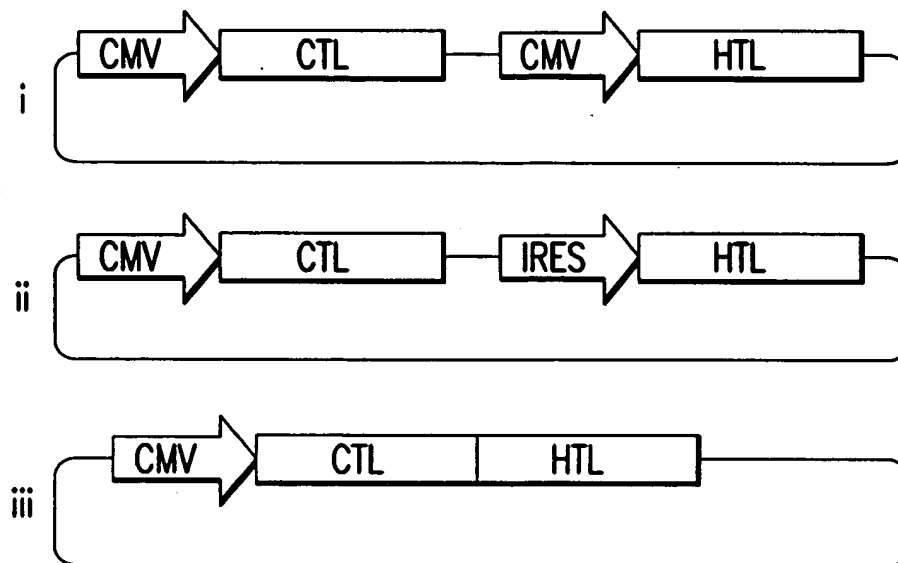 i
CMV CTL CMV HTL
ii
CMV CTL IRES HTL
iii
CMV CTL HTL